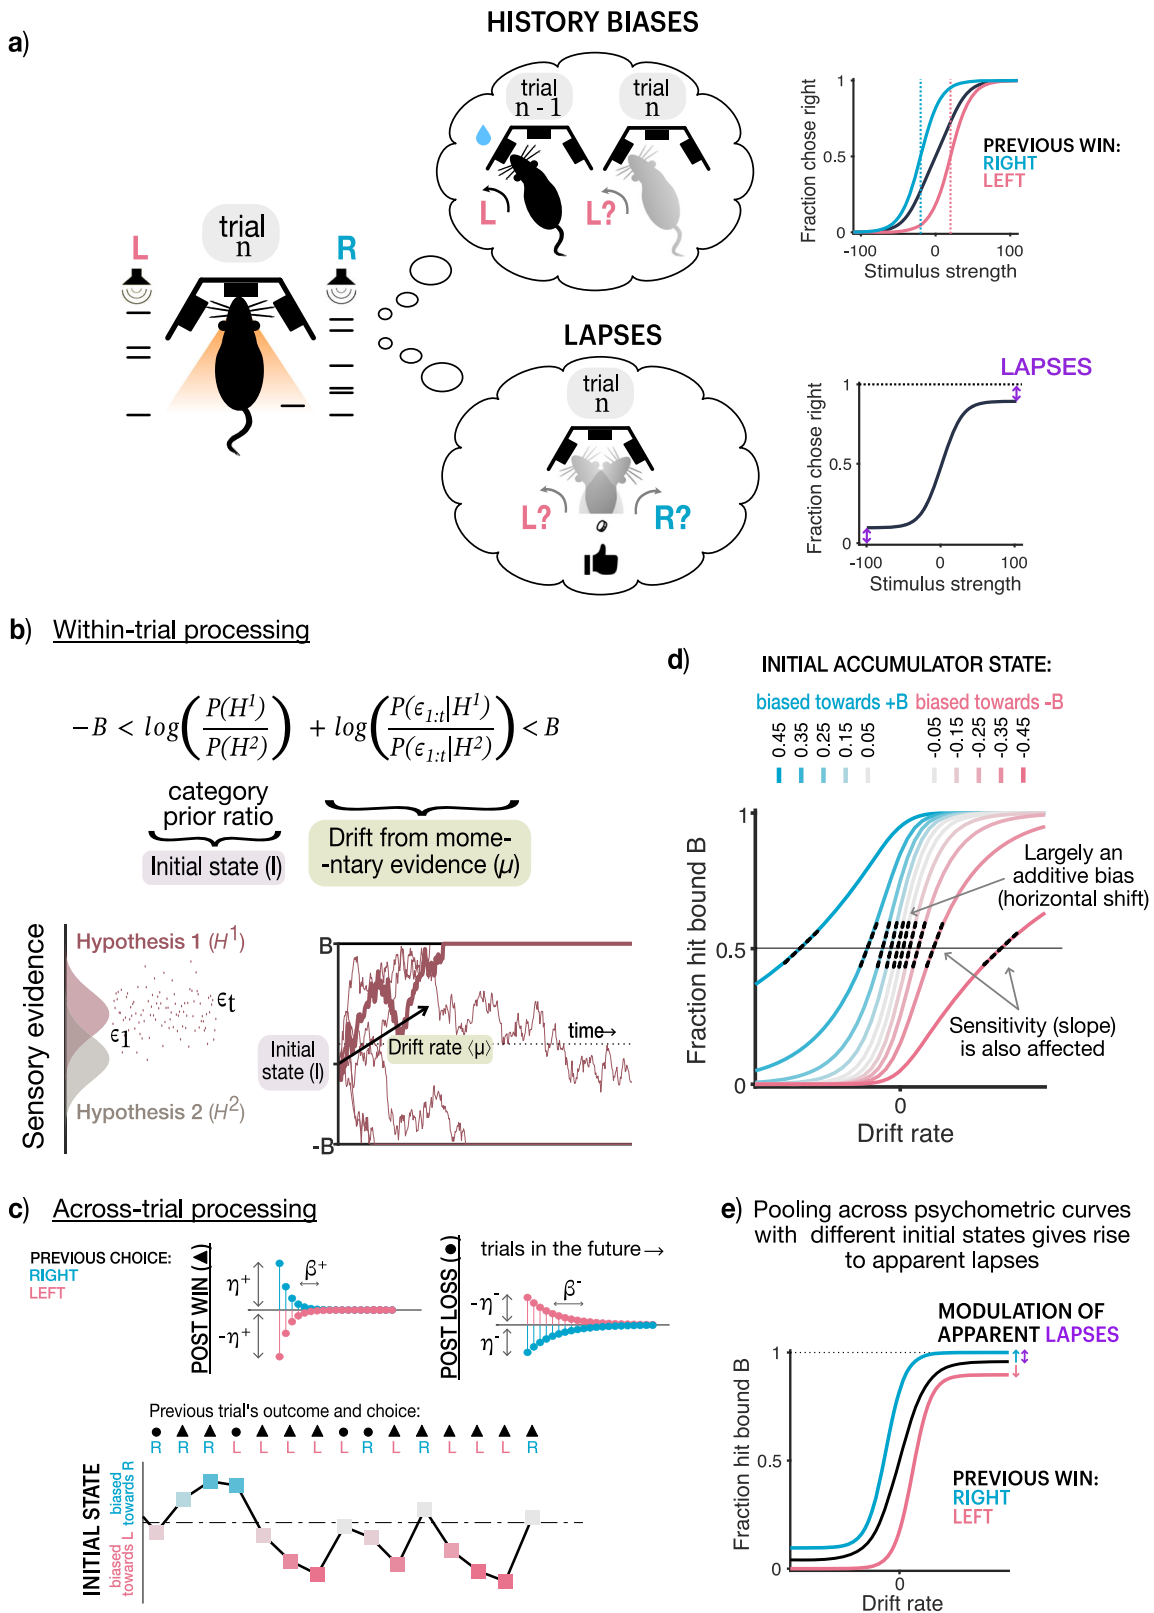 a)
HISTORY BIASES
trial
n - 1
trial
n
L
L?
trial
n
L
R
Fraction chose right
1
0.5
0
-100
0
100
Stimulus strength
PREVIOUS WIN:
RIGHT
LEFT
LAPSES
trial
n
L?
R?
LAPSES
Fraction chose right
1
0.5
0
-100
0
100
Stimulus strength
b) Within-trial processing
−B < log(P(H¹)/P(H²)) + log(P(ϵ₁:ₜ|H¹)/P(ϵ₁:ₜ|H²)) < B
category
prior ratio
Initial state (I)
Drift from mome-
-ntary evidence (μ)
Sensory evidence
Hypothesis 1 (H¹)
ϵt
ϵ1
Hypothesis 2 (H²)
B
-B
Initial
state (I)
Drift rate ⟨μ⟩
time→
c) Across-trial processing
PREVIOUS CHOICE:
RIGHT
LEFT
POST WIN (▲)
η⁺
-η⁺
β⁺
POST LOSS (●)
trials in the future →
-η⁻
η⁻
β⁻
Previous trial's outcome and choice:
R R R L L L L L R L R L L L R
INITIAL STATE
biased
towards R
biased
towards L
d)
INITIAL ACCUMULATOR STATE:
biased towards +B
biased towards -B
0.45
0.35
0.25
0.15
0.05
-0.05
-0.15
-0.25
-0.35
-0.45
Fraction hit bound B
1
0.5
0
0
Drift rate
Largely an
additive bias
(horizontal shift)
Sensitivity (slope)
is also affected
e) Pooling across psychometric curves
with different initial states gives rise
to apparent lapses
MODULATION OF
APPARENT LAPSES
Fraction hit bound B
1
0.5
0
0
Drift rate
PREVIOUS WIN:
RIGHT
LEFT